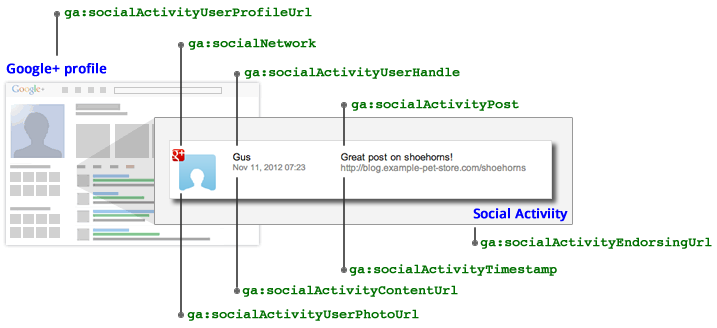 ga:socialActivityUserProfileUrl
ga:socialNetwork
Google+ profile
ga:socialActivityUserHandle
Google+
ga:socialActivityPost
g+
Gus
Great post on shoehorns!
Nov 11, 2012 07:23
http://blog.example-pet-store.com/shoehorns
Social Activiity
ga:socialActivityEndorsingUrl
ga:socialActivityTimestamp
ga:socialActivityContentUrl
ga:socialActivityUserPhotoUrl